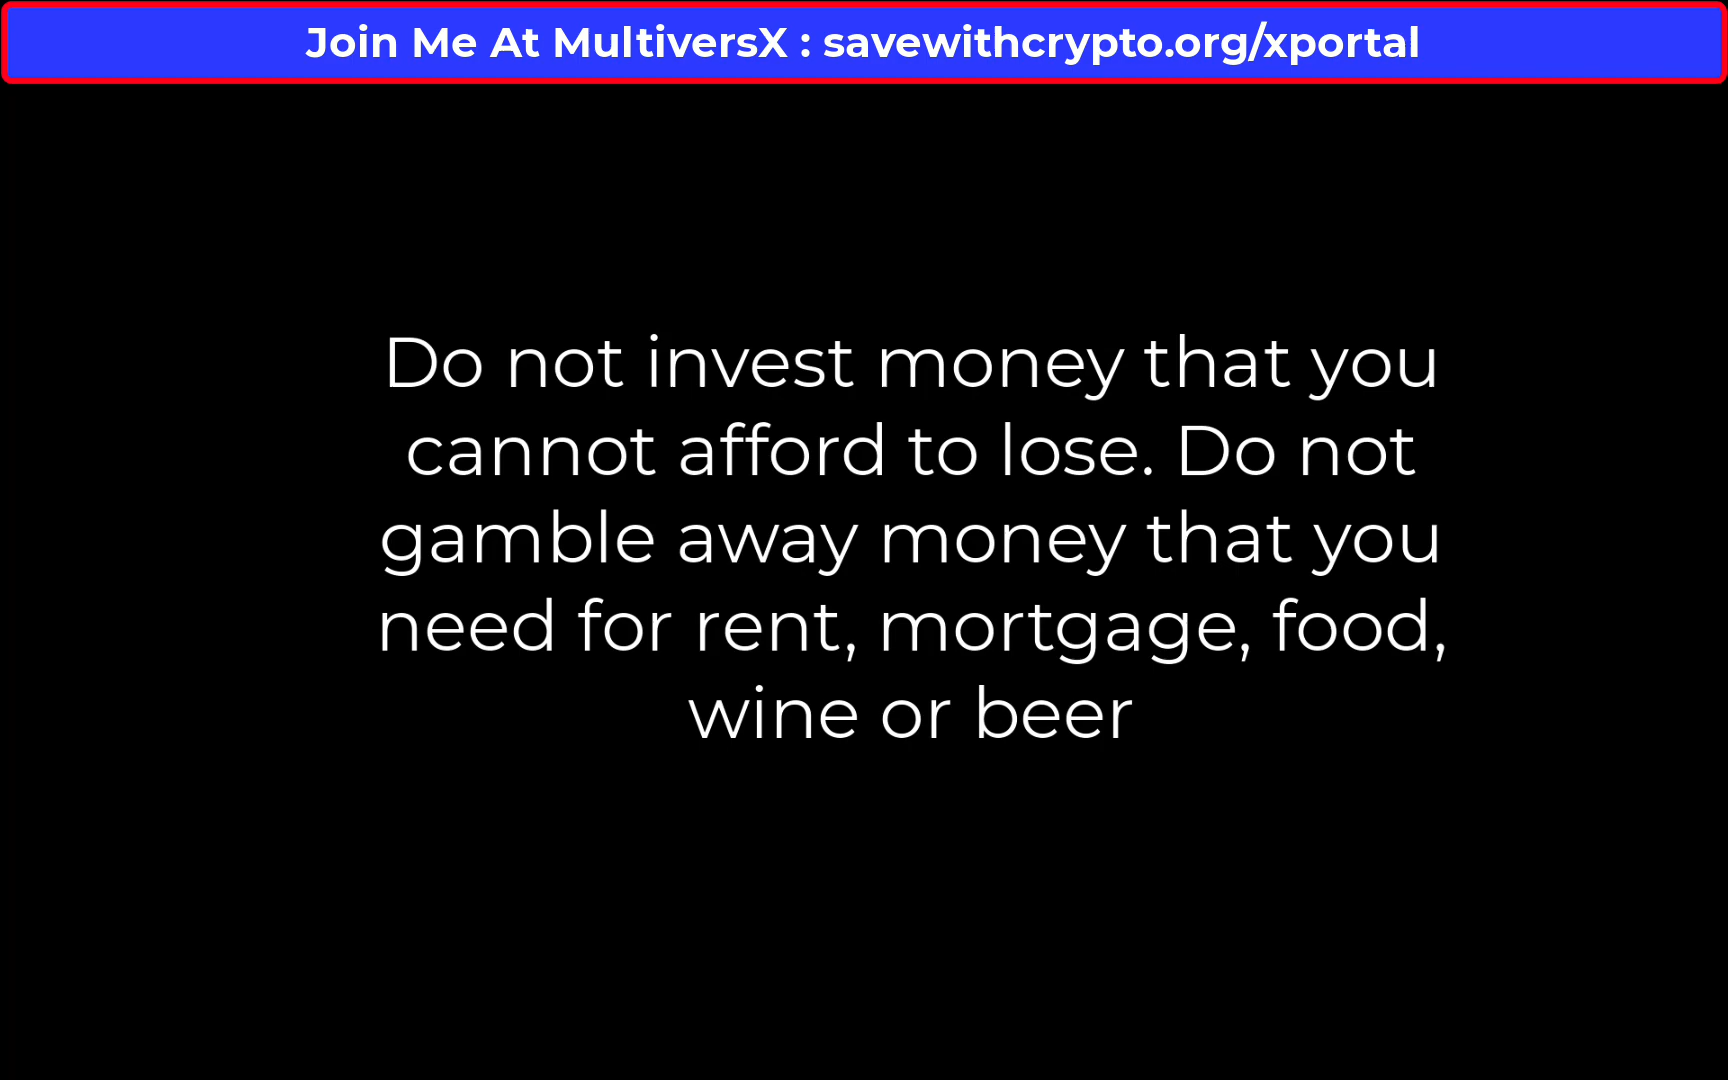 Join Me At MultiversX : savewithcrypto.org/xportal
Do not invest money that you
cannot afford to lose. Do not
gamble away money that you
need for rent, mortgage, food,
wine or beer